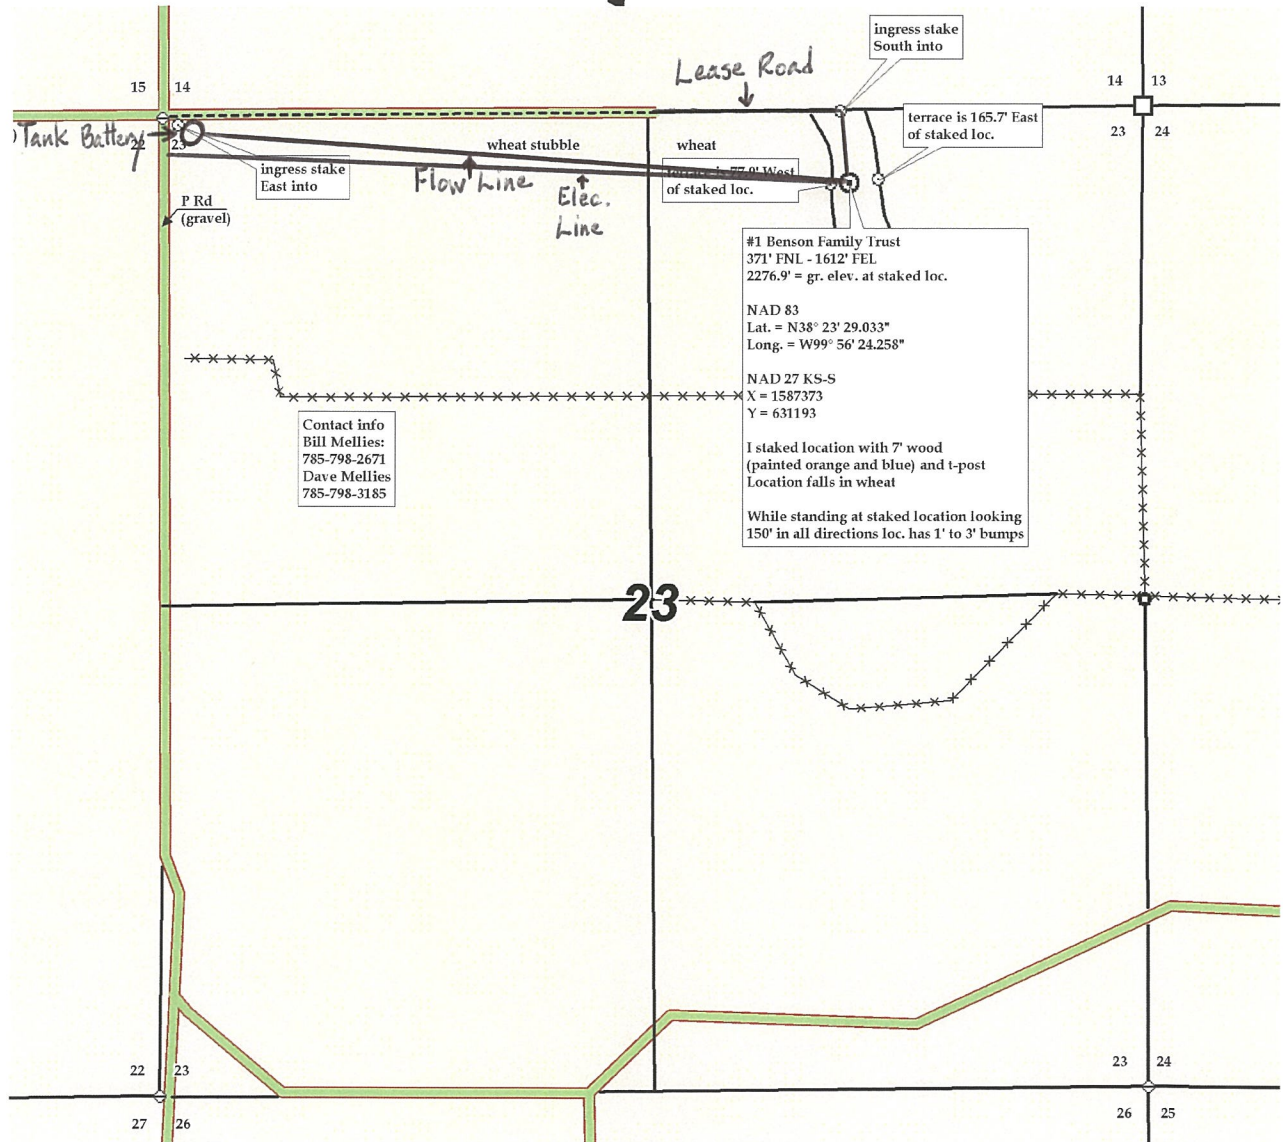 ingress stake
South into
Lease Road
15 14
14 13
terrace is 165.7' East
of staked loc.
Tank Battery
22 23
23 24
wheat stubble
wheat
ingress stake
East into
Flow Line
terrace is 77.9' West
of staked loc.
Elec.
Line
P Rd
(gravel)
#1 Benson Family Trust
371' FNL - 1612' FEL
2276.9' = gr. elev. at staked loc.
NAD 83
Lat. = N38° 23' 29.033"
Long. = W99° 56' 24.258"
NAD 27 KS-S
X = 1587373
Y = 631193
I staked location with 7' wood
(painted orange and blue) and t-post
Location falls in wheat
While standing at staked location looking
150' in all directions loc. has 1' to 3' bumps
Contact info
Bill Mellies:
785-798-2671
Dave Mellies
785-798-3185
23
22 23
23 24
27 26
26 25